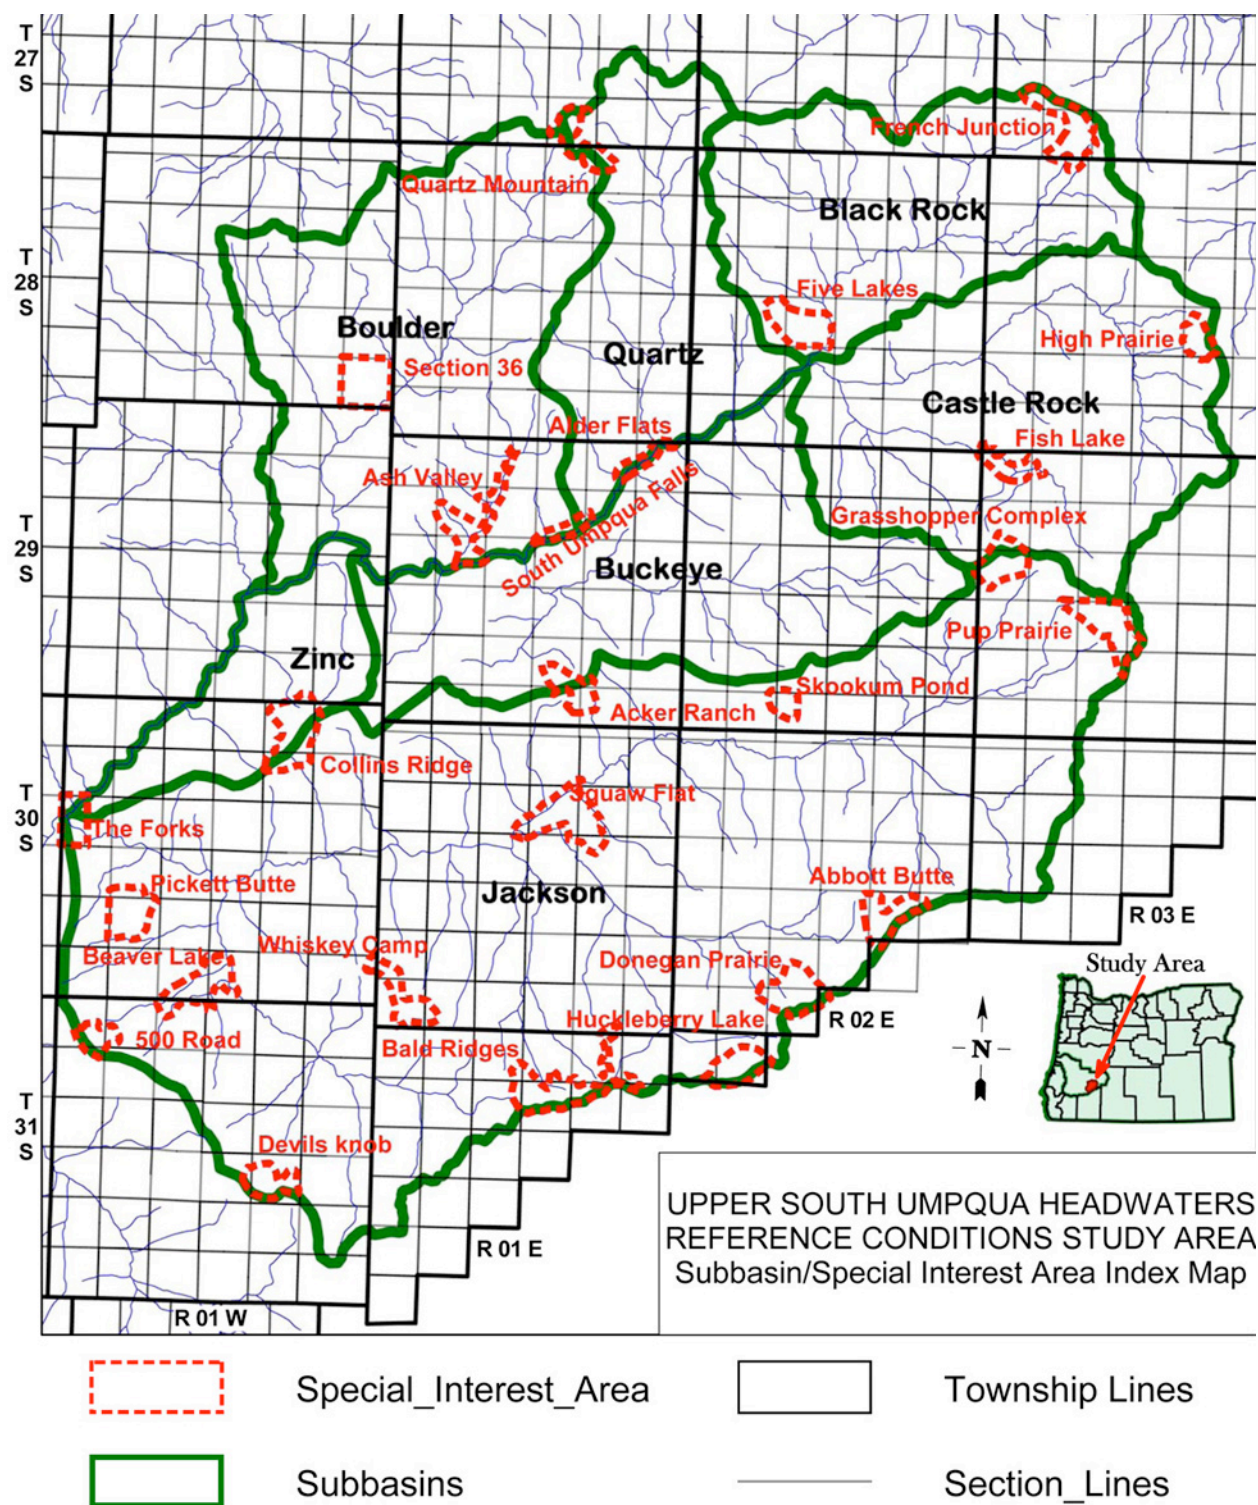 T
27
S
French Junction
Quartz Mountain
Black Rock
T
28
S
Five Lakes
Boulder
High Prairie
Quartz
Section 36
Castle Rock
Alder Flats
Fish Lake
Ash Valley
South Umpqua Falls
Grasshopper Complex
T
29
S
Buckeye
Pup Prairie
Zinc
Skookum Pond
Acker Ranch
Collins Ridge
T
30
S
Squaw Flat
The Forks
Abbott Butte
Pickett Butte
Jackson
R 03 E
Whiskey Camp
Beaver Lake
Donegan Prairie
Study Area
Huckleberry Lake
R 02 E
500 Road
Bald Ridges
N
T
31
S
Devils knob
R 01 E
R 01 W
UPPER SOUTH UMPQUA HEADWATERS
REFERENCE CONDITIONS STUDY AREA
Subbasin/Special Interest Area Index Map
Special_Interest_Area
Township Lines
Subbasins
Section_Lines